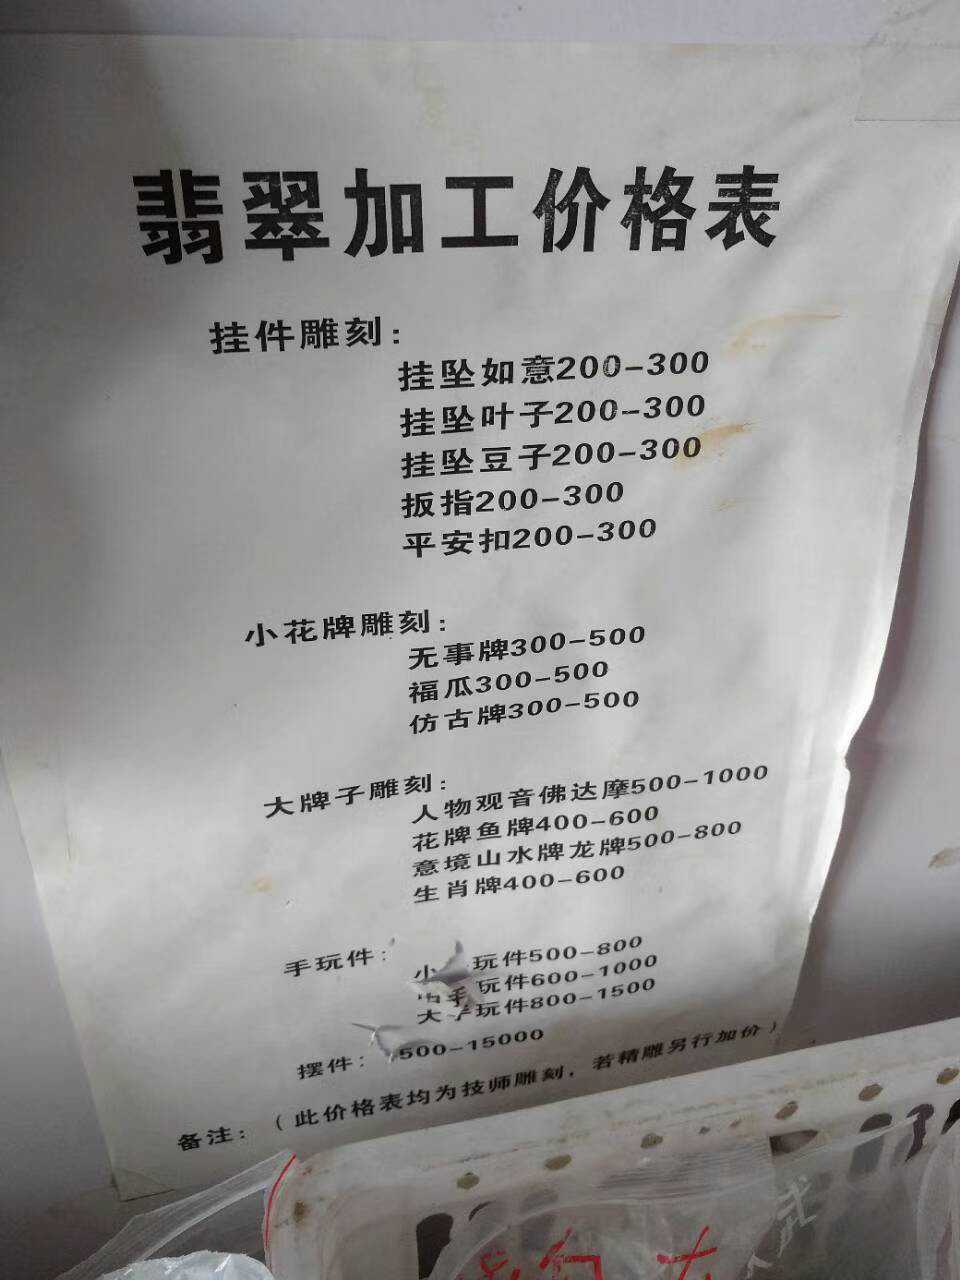 翡翠加工价格表
挂件雕刻：
挂坠如意200-300
挂坠叶子200-300
挂坠豆子200-300
扳指200-300
平安扣200-300
小花牌雕刻：
无事牌300-500
福瓜300-500
仿古牌300-500
大牌子雕刻：
人物观音佛达摩500-1000
花牌鱼牌400-600
意境山水牌龙牌500-800
生肖牌400-600
手玩件：
小 玩件500-800
手玩件600-1000
大手玩件800-1500
摆件： 500-15000
备注：（此价格表均为技师雕刻，若精雕另行加价）